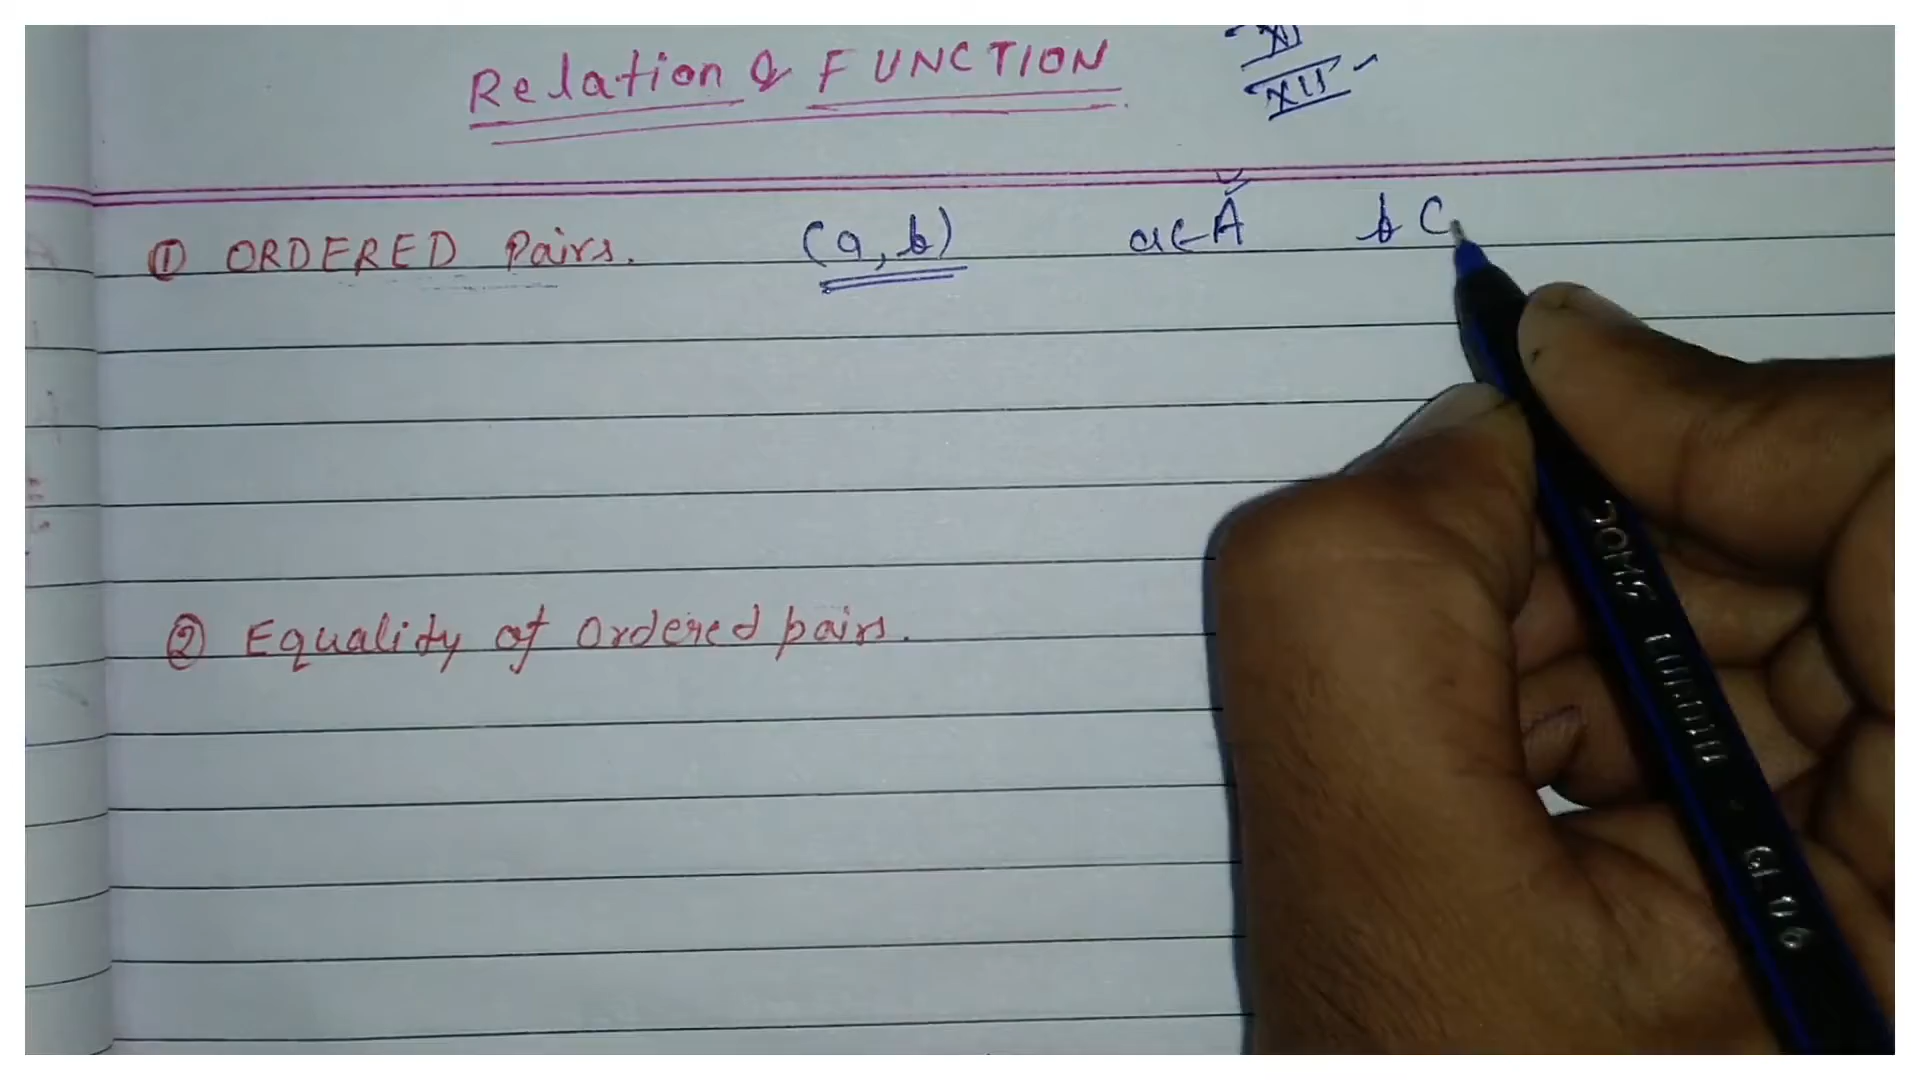 XI
Relation & FUNCTION
XII
① ORDERED Pairs. (a, b) a∈A b C
② Equality of Ordered pairs.